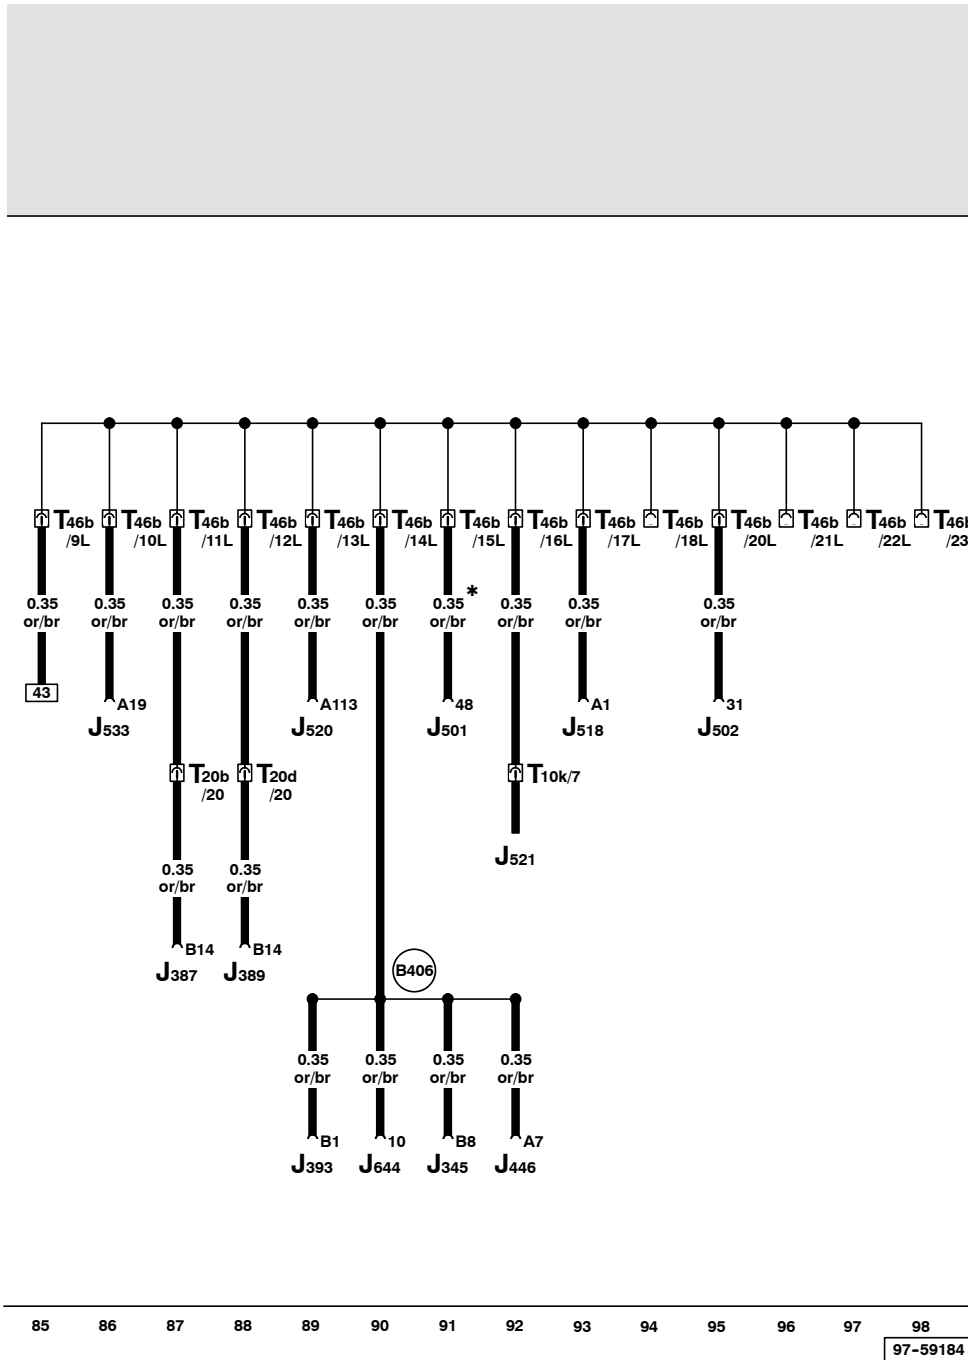 T46b T46b T46b T46b T46b T46b T46b T46b T46b T46b T46b T46b T46b T46b
/9L /10L /11L /12L /13L /14L /15L /16L /17L /18L /20L /21L /22L /23
*
0.35 0.35 0.35 0.35 0.35 0.35 0.35 0.35 0.35 0.35
or/br or/br or/br or/br or/br or/br or/br or/br or/br or/br
43 A19 A113 48 A1 31
J533 J520 J501 J518 J502
T20b T20d T10k/7
/20 /20
J521
0.35 0.35
or/br or/br
B14 B14
J387 J389
B406
0.35 0.35 0.35 0.35
or/br or/br or/br or/br
B1 10 B8 A7
J393 J644 J345 J446
85 86 87 88 89 90 91 92 93 94 95 96 97 98
97-59184